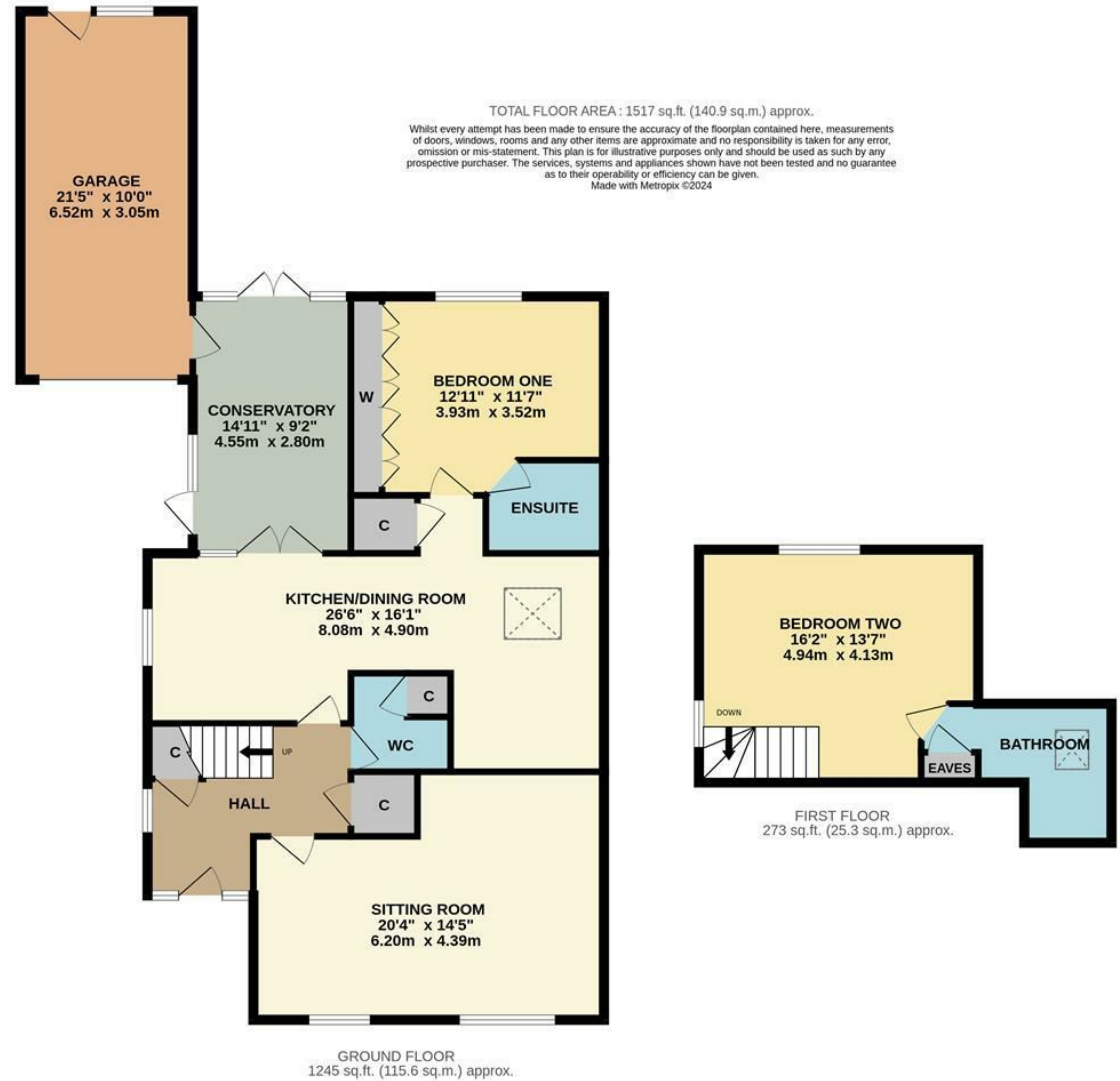 TOTAL FLOOR AREA : 1517 sq.ft. (140.9 sq.m.) approx.
Whilst every attempt has been made to ensure the accuracy of the floorplan contained here, measurements
of doors, windows, rooms and any other items are approximate and no responsibility is taken for any error,
omission or mis-statement. This plan is for illustrative purposes only and should be used as such by any
prospective purchaser. The services, systems and appliances shown have not been tested and no guarantee
as to their operability or efficiency can be given.
Made with Metropix ©2024
GARAGE
21'5" x 10'0"
6.52m x 3.05m
CONSERVATORY
14'11" x 9'2"
4.55m x 2.80m
W
BEDROOM ONE
12'11" x 11'7"
3.93m x 3.52m
ENSUITE
C
KITCHEN/DINING ROOM
26'6" x 16'1"
8.08m x 4.90m
C
WC
C
UP
HALL
C
SITTING ROOM
20'4" x 14'5"
6.20m x 4.39m
GROUND FLOOR
1245 sq.ft. (115.6 sq.m.) approx.
BEDROOM TWO
16'2" x 13'7"
4.94m x 4.13m
DOWN
BATHROOM
EAVES
FIRST FLOOR
273 sq.ft. (25.3 sq.m.) approx.